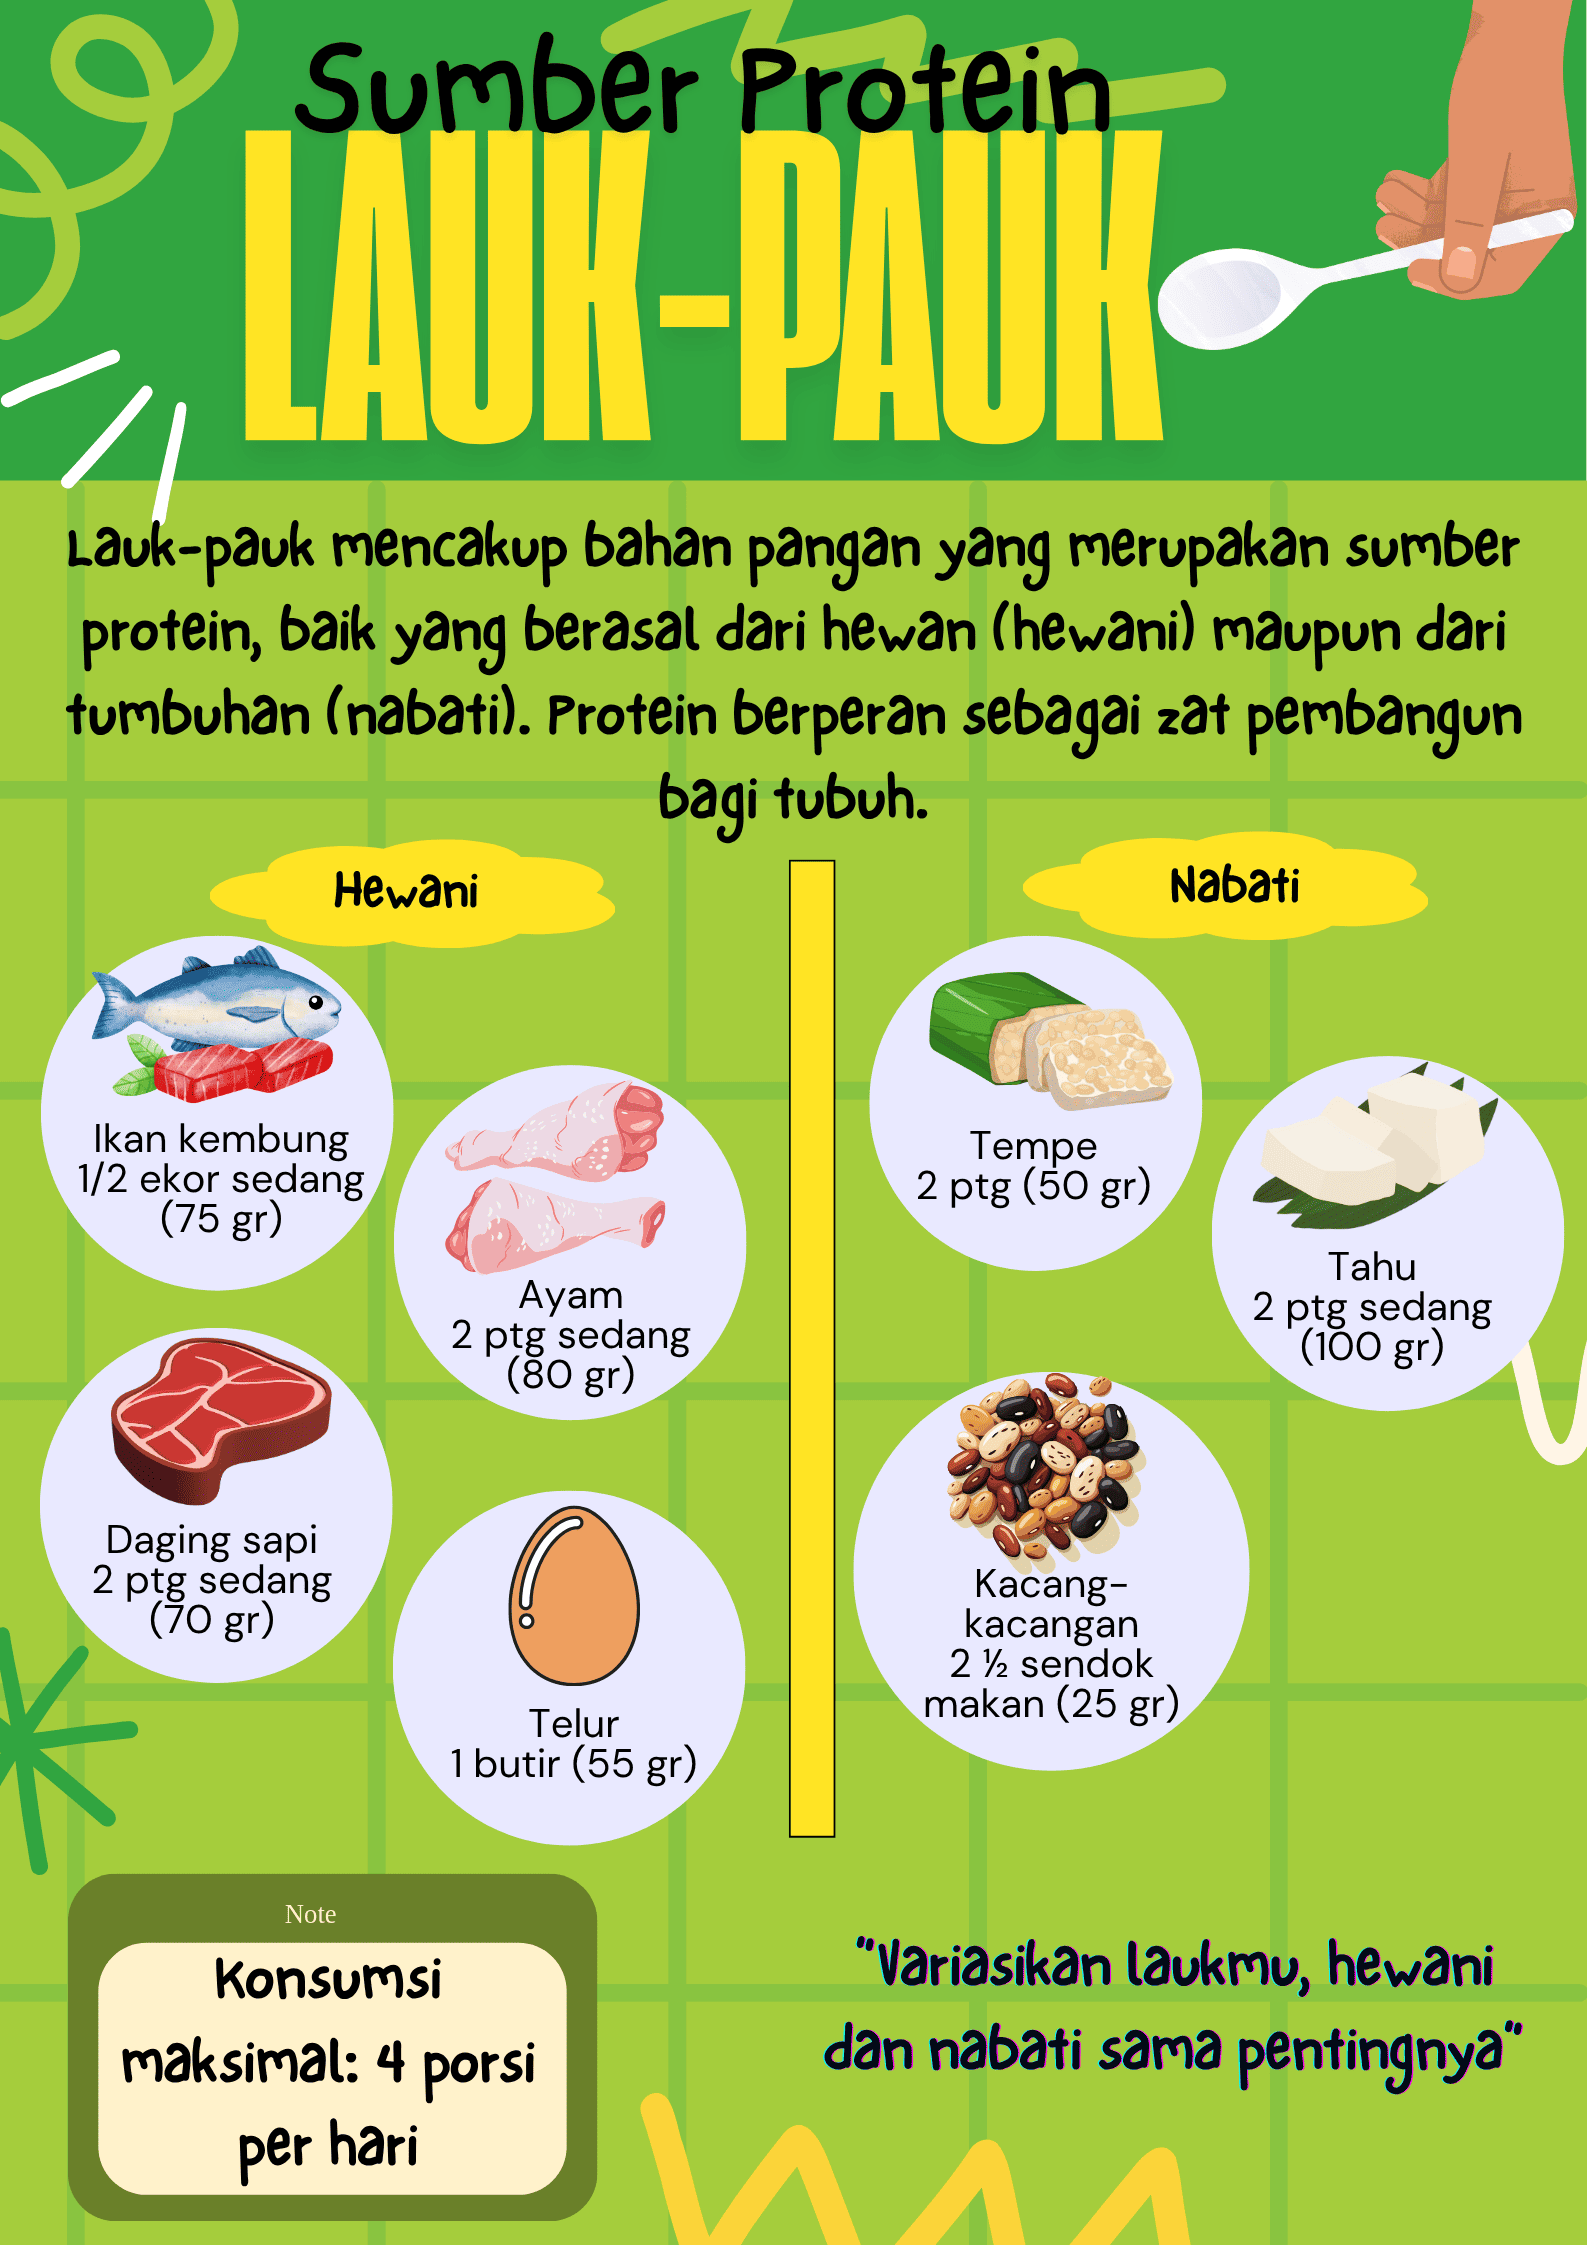 Sumber Protein
LAUK-PAUK
Lauk-pauk mencakup bahan pangan yang merupakan sumber
protein, baik yang berasal dari hewan (hewani) maupun dari
tumbuhan (nabati). Protein berperan sebagai zat pembangun
bagi tubuh.
Hewani
Ikan kembung
1/2 ekor sedang
(75 gr)
Ayam
2 ptg sedang
(80 gr)
Daging sapi
2 ptg sedang
(70 gr)
Telur
1 butir (55 gr)
Nabati
Tempe
2 ptg (50 gr)
Tahu
2 ptg sedang
(100 gr)
Kacang-
kacangan
2 ½ sendok
makan (25 gr)
Note
Konsumsi
maksimal: 4 porsi
per hari
"Variasikan laukmu, hewani
dan nabati sama pentingnya"